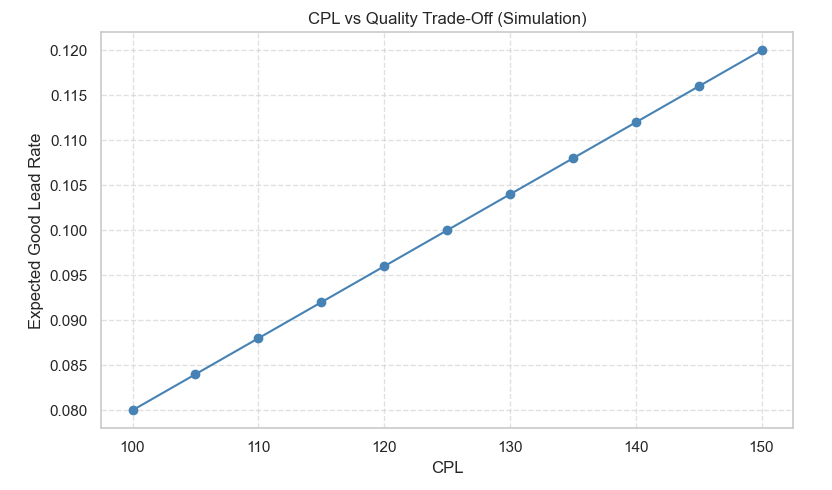 CPL vs Quality Trade-Off (Simulation)
Expected Good Lead Rate
0.120
0.115
0.110
0.105
0.100
0.095
0.090
0.085
0.080
100 110 120 130 140 150
CPL